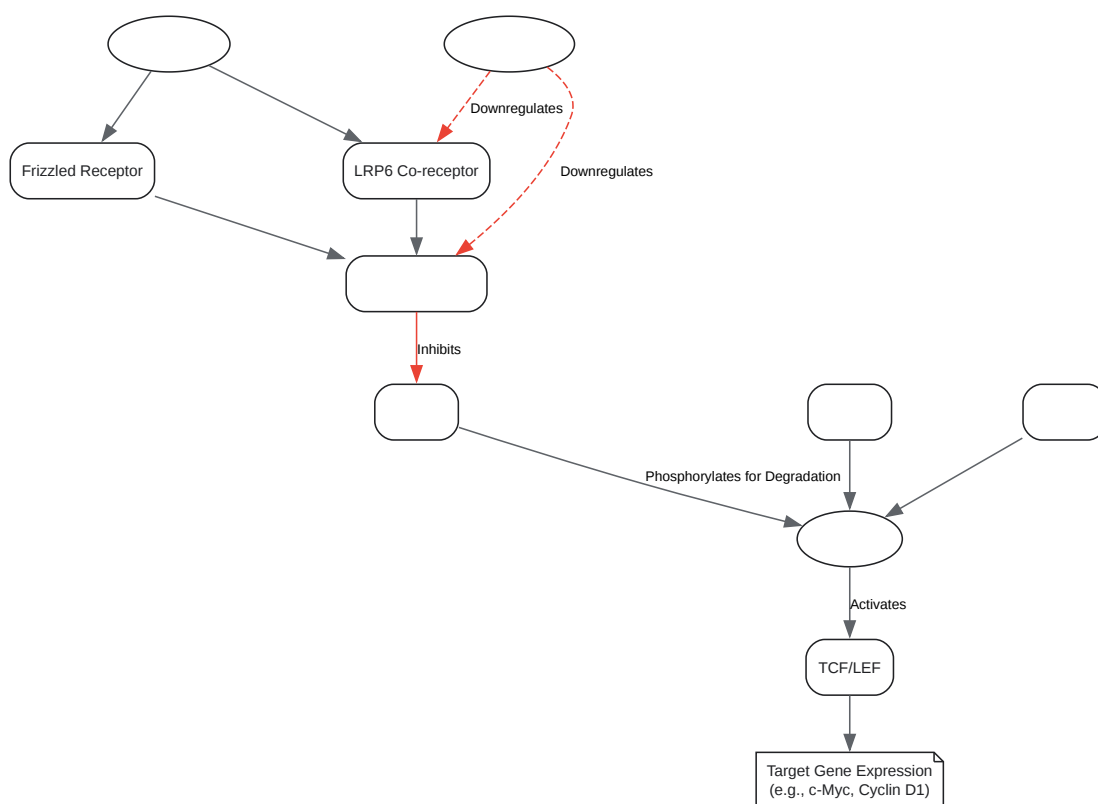 Downregulates
Frizzled Receptor
LRP6 Co-receptor
Downregulates
Inhibits
Phosphorylates for Degradation
Activates
TCF/LEF
Target Gene Expression
(e.g., c-Myc, Cyclin D1)